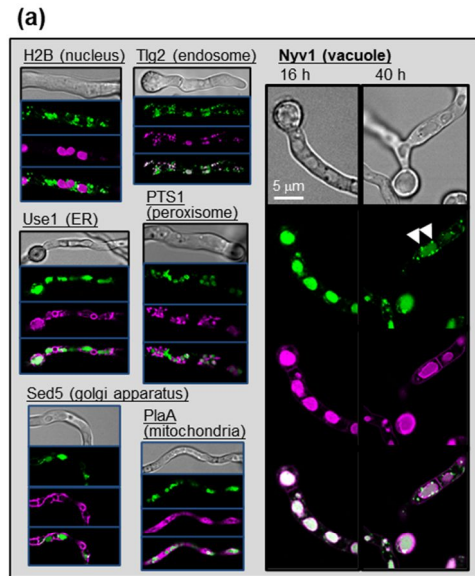 (a)
H2B (nucleus)
Tlg2 (endosome)
Nyv1 (vacuole)
16 h
40 h
5 μm
Use1 (ER)
PTS1
(peroxisome)
Sed5 (golgi apparatus)
PlaA
(mitochondria)